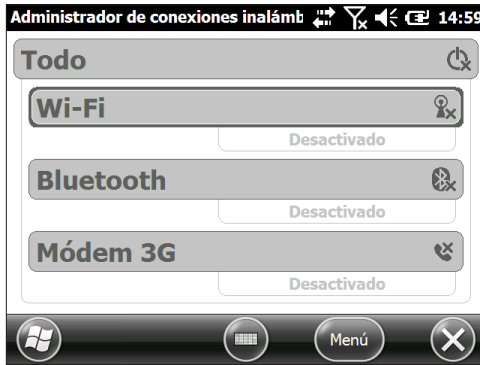 Administrador de conexiones inalámb 14:59
Todo
Wi-Fi
Desactivado
Bluetooth
Desactivado
Módem 3G
Desactivado
Menú